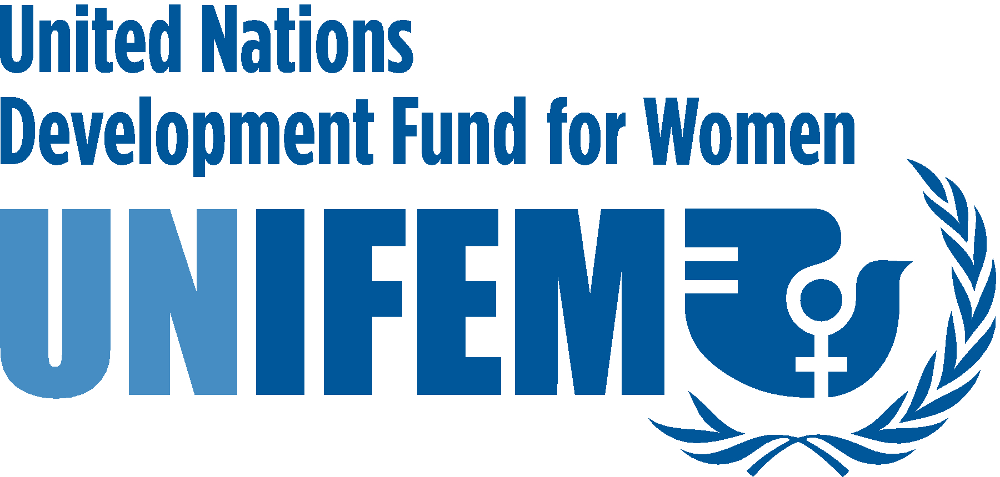 United Nations
Development Fund for Women
UNIFEM